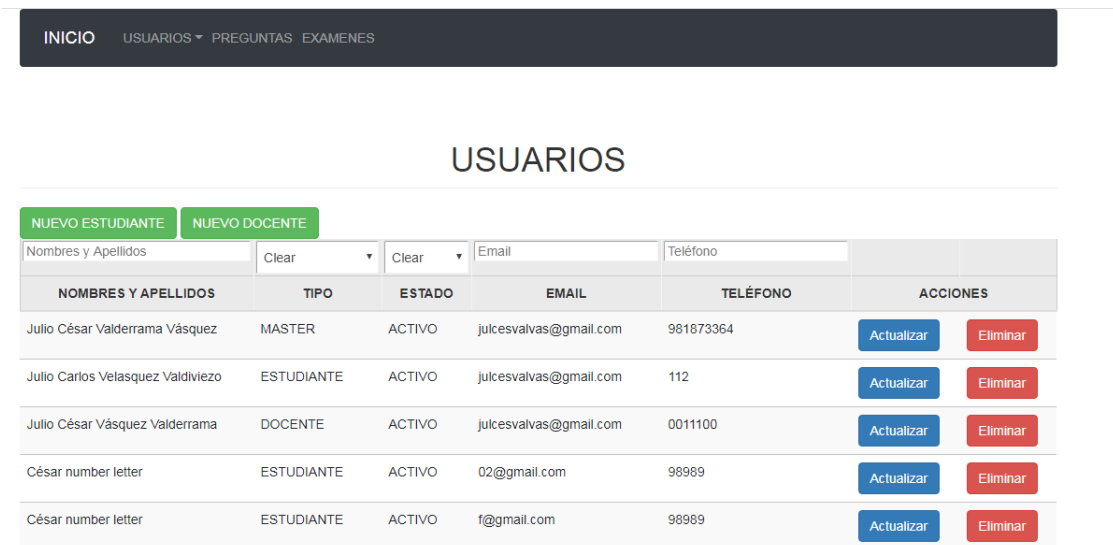 INICIO USUARIOS PREGUNTAS EXAMENES
USUARIOS
NUEVO ESTUDIANTE NUEVO DOCENTE
Nombres y Apellidos Clear Clear Email Teléfono
NOMBRES Y APELLIDOS TIPO ESTADO EMAIL TELÉFONO ACCIONES
Julio César Valderrama Vásquez MASTER ACTIVO julcesvalvas@gmail.com 981873364 Actualizar Eliminar
Julio Carlos Velasquez Valdiviezo ESTUDIANTE ACTIVO julcesvalvas@gmail.com 112 Actualizar Eliminar
Julio César Vásquez Valderrama DOCENTE ACTIVO julcesvalvas@gmail.com 0011100 Actualizar Eliminar
César number letter ESTUDIANTE ACTIVO 02@gmail.com 98989 Actualizar Eliminar
César number letter ESTUDIANTE ACTIVO f@gmail.com 98989 Actualizar Eliminar